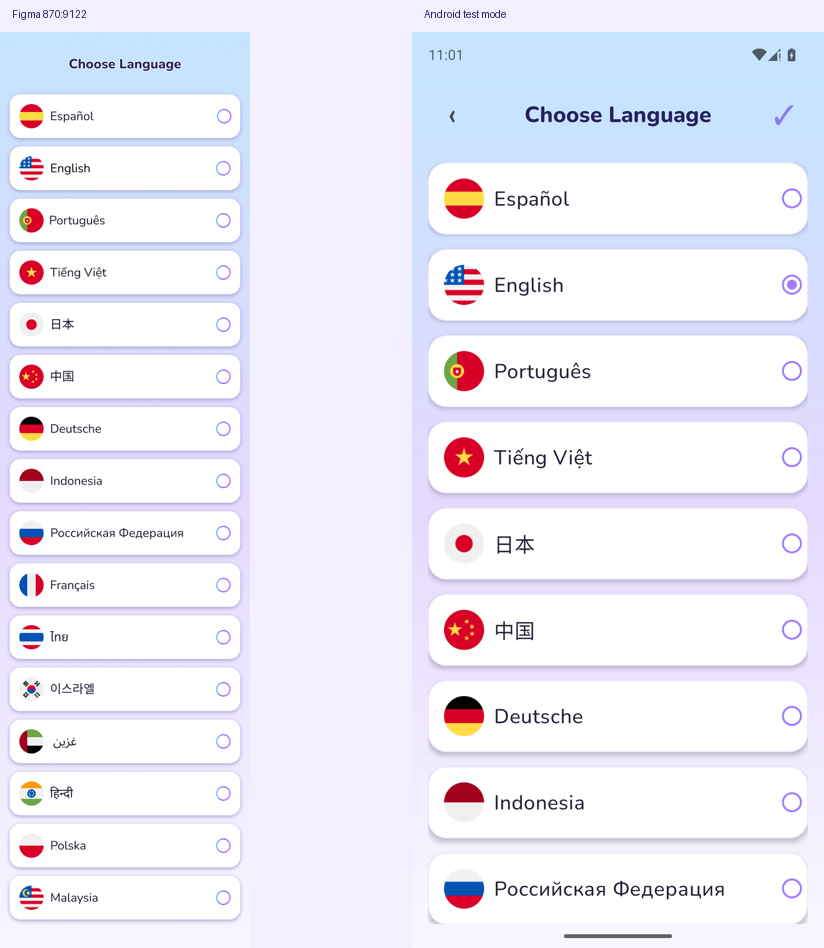 Figma 870:9122
Choose Language
Español
English
Português
Tiếng Việt
日本
中国
Deutsche
Indonesia
Российская Федерация
Français
ไทย
이스라엘
غزين
हिन्दी
Polska
Malaysia
Android test mode
11:01
Choose Language
Español
English
Português
Tiếng Việt
日本
中国
Deutsche
Indonesia
Российская Федерация